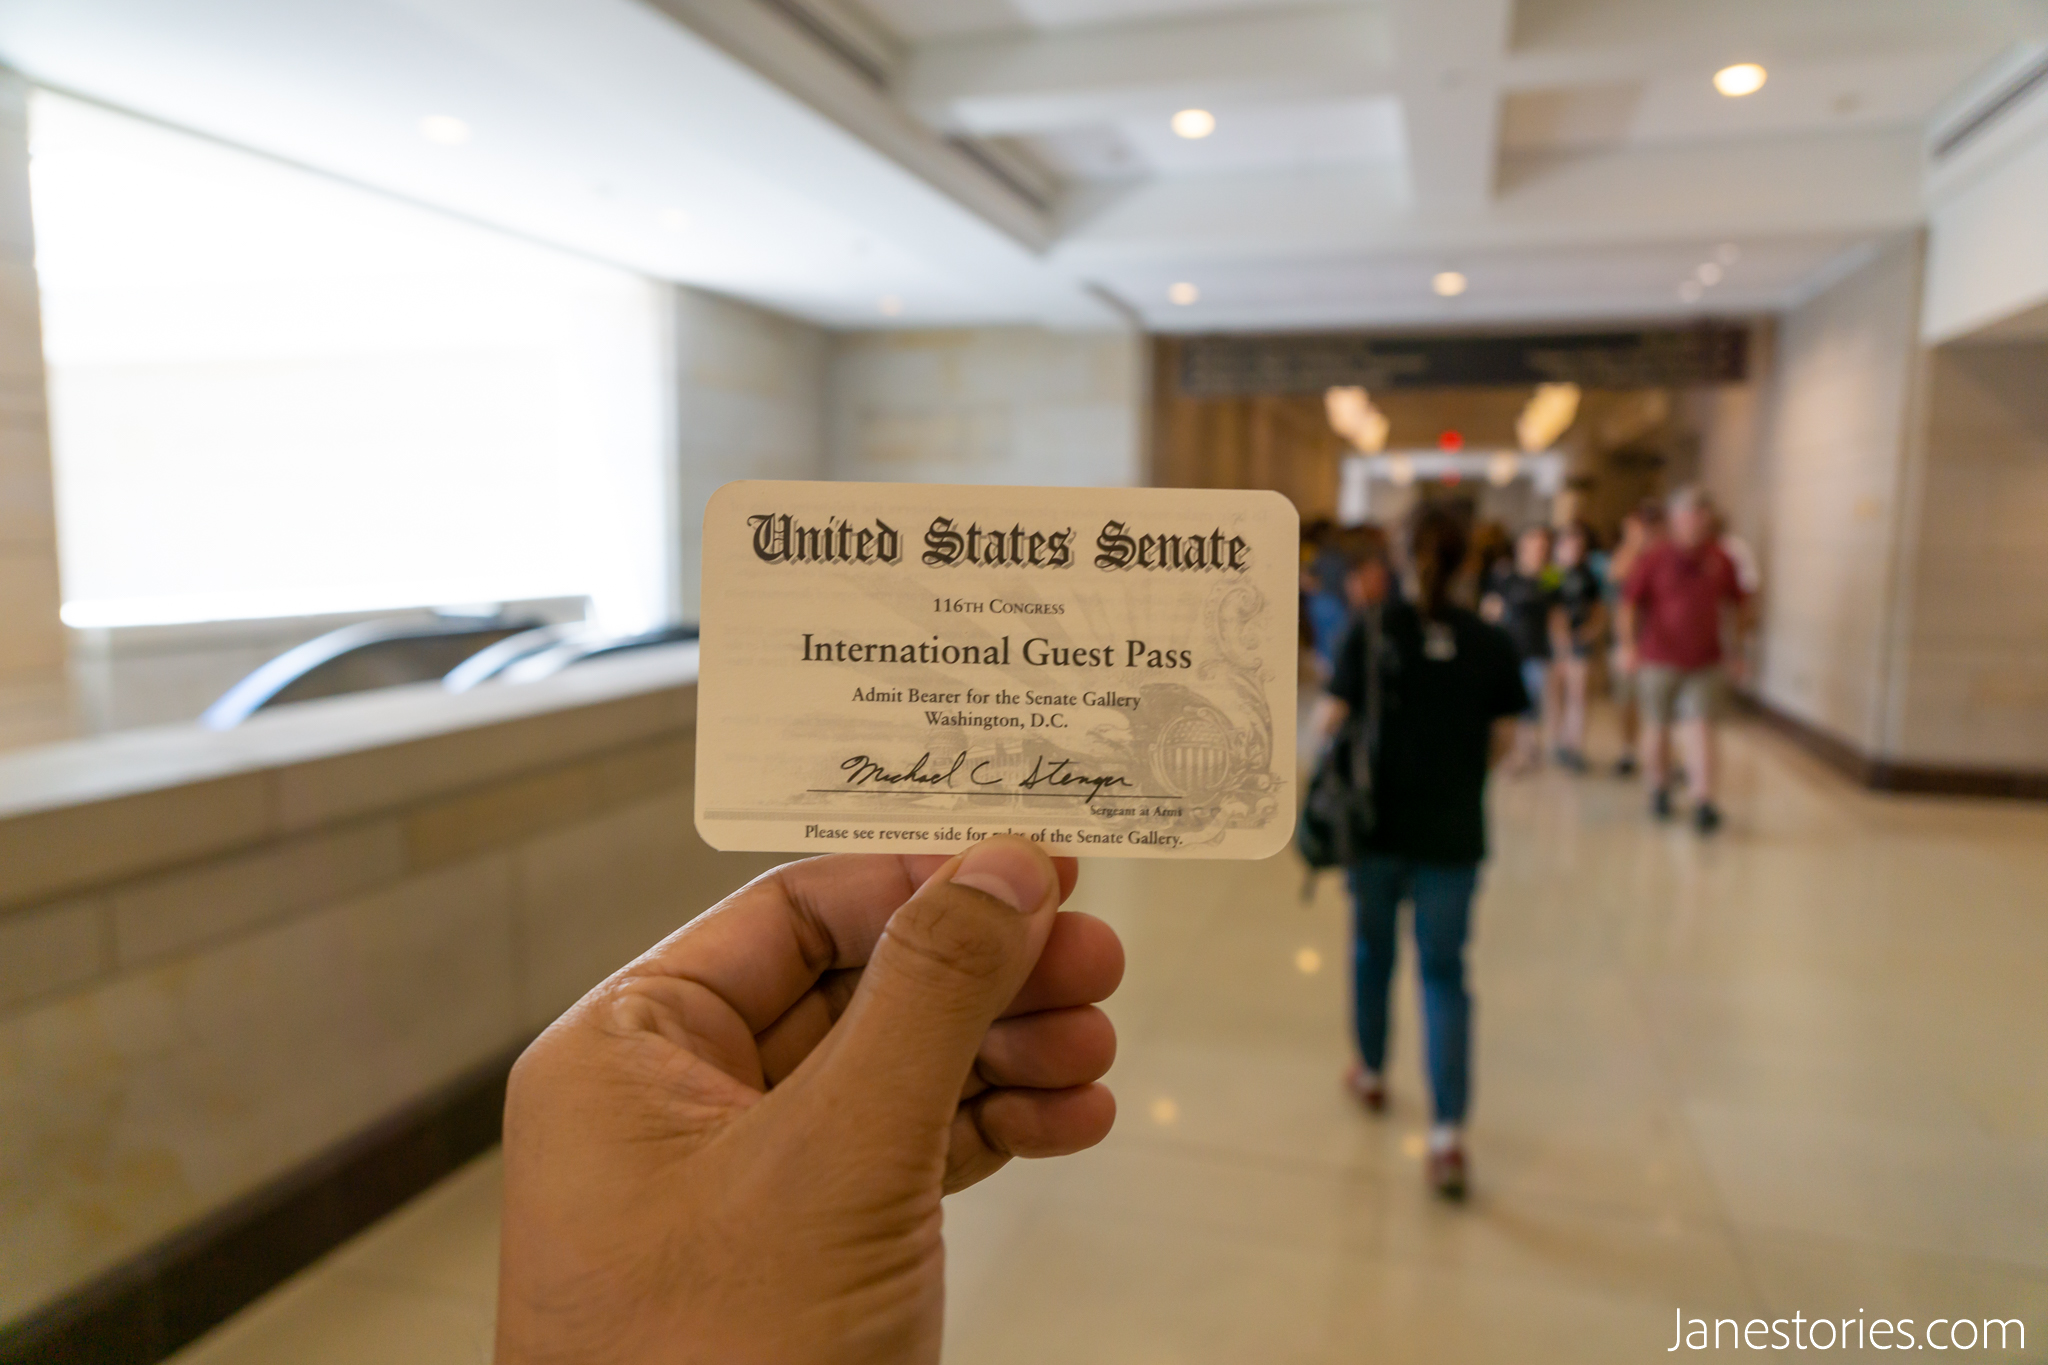 United States Senate
116TH CONGRESS
International Guest Pass
Admit Bearer for the Senate Gallery
Washington, D.C.
Michael C Stenger
Sergeant at Arms
Please see reverse side for rules of the Senate Gallery.
Janestories.com